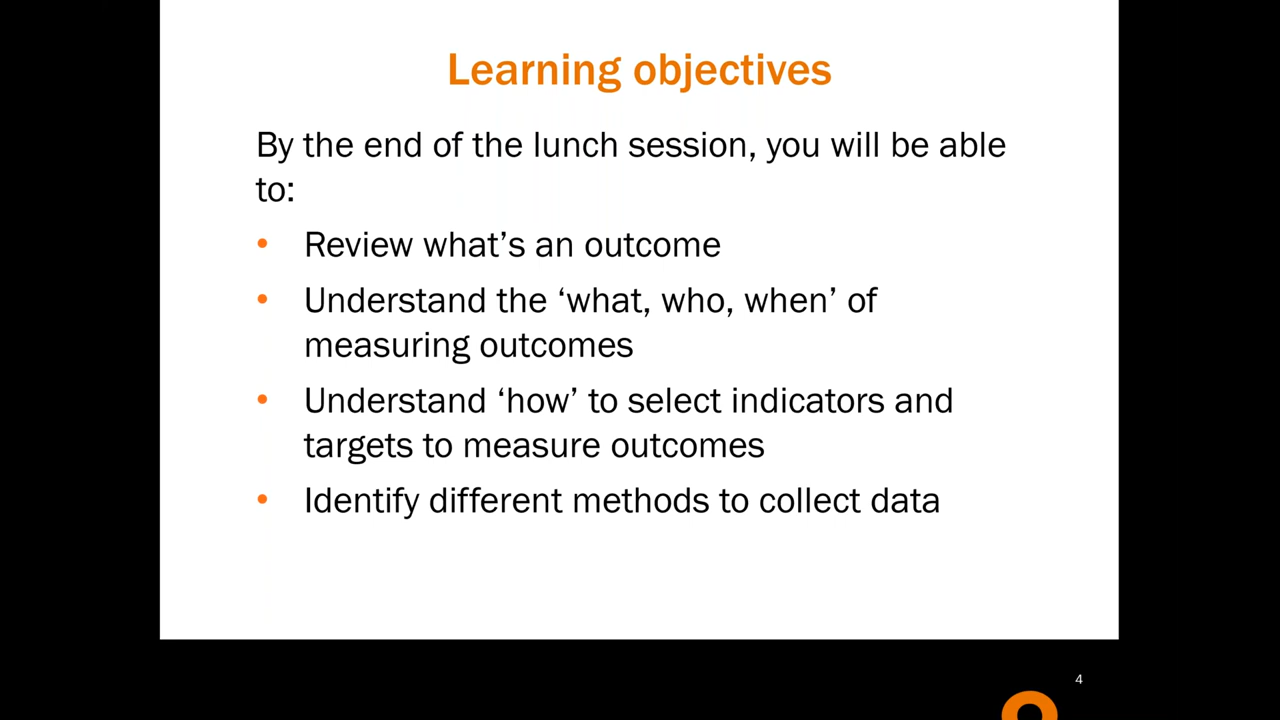 Learning objectives
By the end of the lunch session, you will be able
to:
• Review what’s an outcome
• Understand the ‘what, who, when’ of
measuring outcomes
• Understand ‘how’ to select indicators and
targets to measure outcomes
• Identify different methods to collect data
4